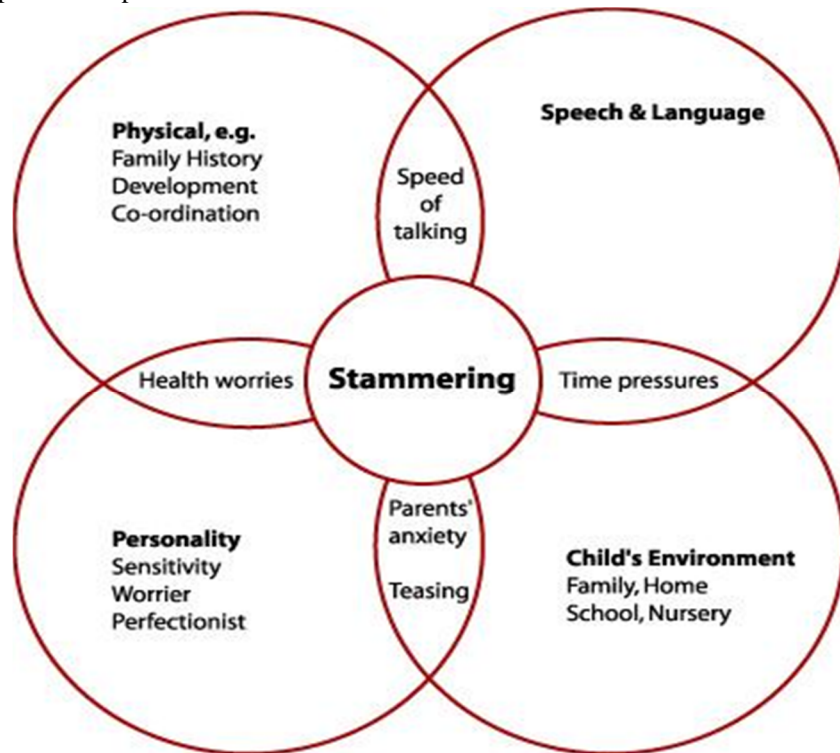 Physical, e.g.
Family History
Development
Co-ordination
Speed
of
talking
Speech & Language
Health worries
Stammering
Time pressures
Personality
Sensitivity
Worrier
Perfectionist
Parents'
anxiety
Teasing
Child's Environment
Family, Home
School, Nursery